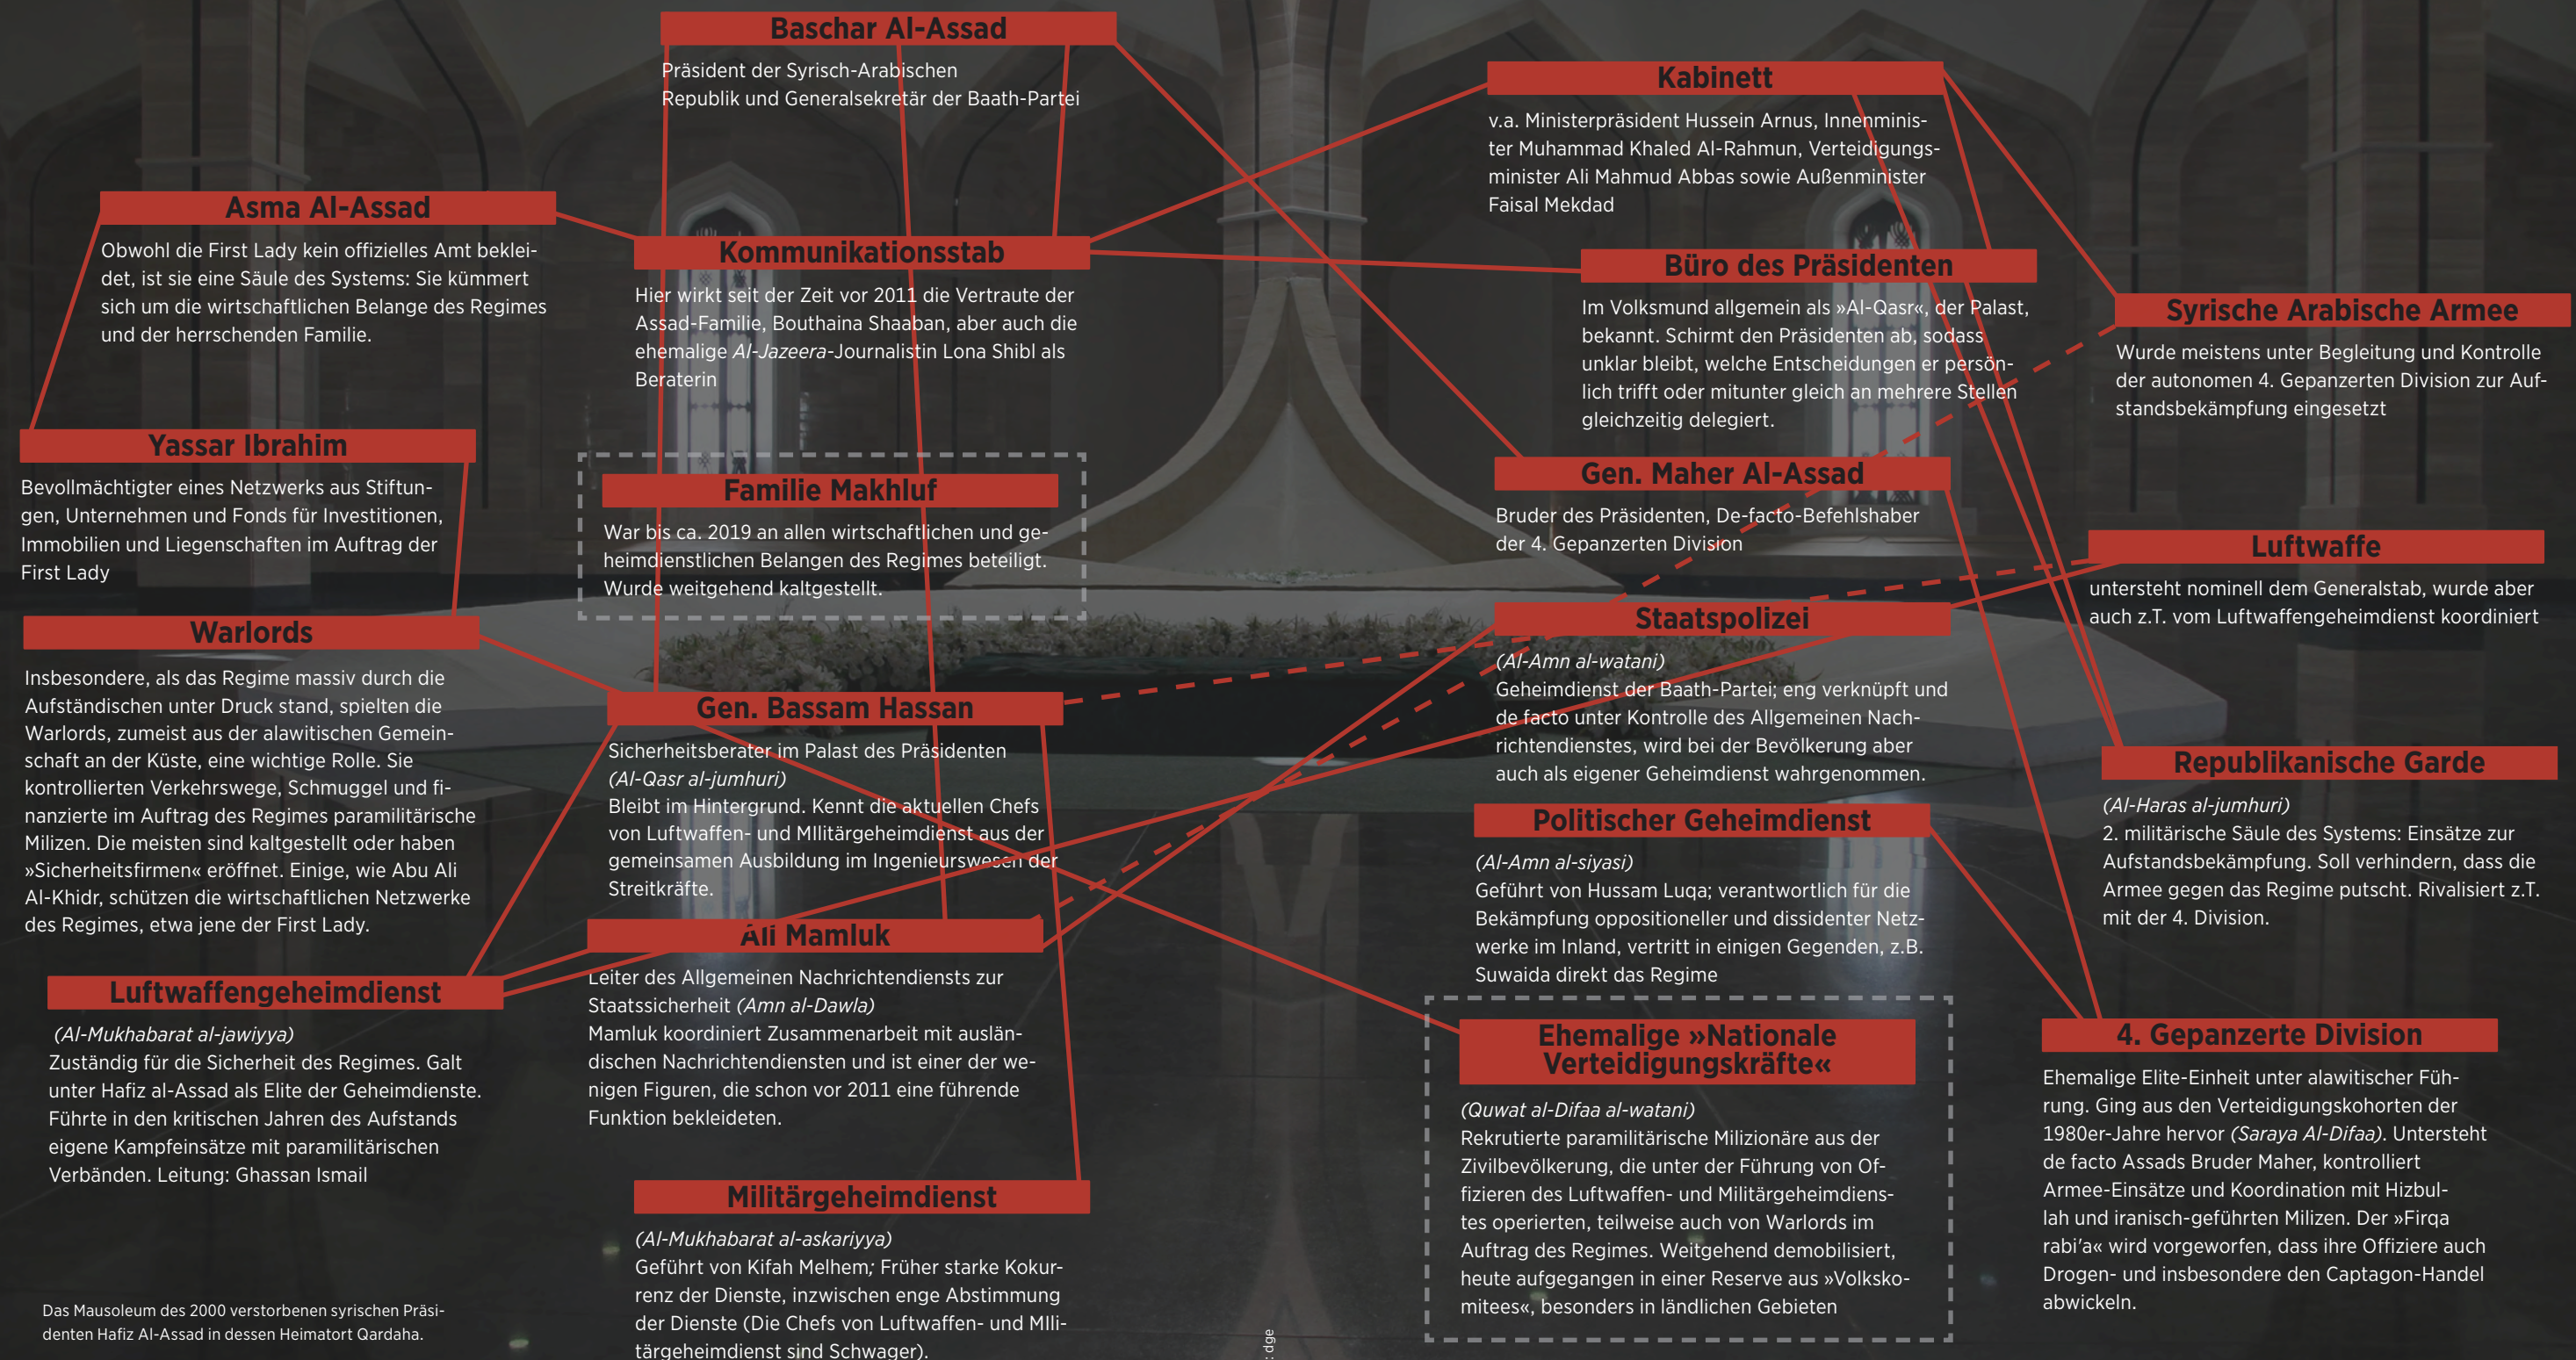 Baschar Al-Assad
Präsident der Syrisch-Arabischen
Republik und Generalsekretär der Baath-Partei
Kabinett
v.a. Ministerpräsident Hussein Arnus, Innenminis-
ter Muhammad Khaled Al-Rahmun, Verteidigungs-
minister Ali Mahmud Abbas sowie Außenminister
Faisal Mekdad
Asma Al-Assad
Obwohl die First Lady kein offizielles Amt beklei-
det, ist sie eine Säule des Systems: Sie kümmert
sich um die wirtschaftlichen Belange des Regimes
und der herrschenden Familie.
Kommunikationsstab
Hier wirkt seit der Zeit vor 2011 die Vertraute der
Assad-Familie, Bouthaina Shaaban, aber auch die
ehemalige Al-Jazeera-Journalistin Lona Shibl als
Beraterin
Büro des Präsidenten
Im Volksmund allgemein als »Al-Qasr«, der Palast,
bekannt. Schirmt den Präsidenten ab, sodass
unklar bleibt, welche Entscheidungen er persön-
lich trifft oder mitunter gleich an mehrere Stellen
gleichzeitig delegiert.
Syrische Arabische Armee
Wurde meistens unter Begleitung und Kontrolle
der autonomen 4. Gepanzerten Division zur Auf-
standsbekämpfung eingesetzt
Yassar Ibrahim
Bevollmächtigter eines Netzwerks aus Stiftun-
gen, Unternehmen und Fonds für Investitionen,
Immobilien und Liegenschaften im Auftrag der
First Lady
Familie Makhluf
War bis ca. 2019 an allen wirtschaftlichen und ge-
heimdienstlichen Belangen des Regimes beteiligt.
Wurde weitgehend kaltgestellt.
Gen. Maher Al-Assad
Bruder des Präsidenten, De-facto-Befehlshaber
der 4. Gepanzerten Division
Luftwaffe
untersteht nominell dem Generalstab, wurde aber
auch z.T. vom Luftwaffengeheimdienst koordiniert
Warlords
Insbesondere, als das Regime massiv durch die
Aufständischen unter Druck stand, spielten die
Warlords, zumeist aus der alawitischen Gemein-
schaft an der Küste, eine wichtige Rolle. Sie
kontrollierten Verkehrswege, Schmuggel und fi-
nanzierte im Auftrag des Regimes paramilitärische
Milizen. Die meisten sind kaltgestellt oder haben
»Sicherheitsfirmen« eröffnet. Einige, wie Abu Ali
Al-Khidr, schützen die wirtschaftlichen Netzwerke
des Regimes, etwa jene der First Lady.
Gen. Bassam Hassan
Sicherheitsberater im Palast des Präsidenten
(Al-Qasr al-jumhuri)
Bleibt im Hintergrund. Kennt die aktuellen Chefs
von Luftwaffen- und MIlitärgeheimdienst aus der
gemeinsamen Ausbildung im Ingenieurswesen der
Streitkräfte.
Staatspolizei
(Al-Amn al-watani)
Geheimdienst der Baath-Partei; eng verknüpft und
de facto unter Kontrolle des Allgemeinen Nach-
richtendienstes, wird bei der Bevölkerung aber
auch als eigener Geheimdienst wahrgenommen.
Republikanische Garde
(Al-Haras al-jumhuri)
2. militärische Säule des Systems: Einsätze zur
Aufstandsbekämpfung. Soll verhindern, dass die
Armee gegen das Regime putscht. Rivalisiert z.T.
mit der 4. Division.
Politischer Geheimdienst
(Al-Amn al-siyasi)
Geführt von Hussam Luqa; verantwortlich für die
Bekämpfung oppositioneller und dissidenter Netz-
werke im Inland, vertritt in einigen Gegenden, z.B.
Suwaida direkt das Regime
Luftwaffengeheimdienst
(Al-Mukhabarat al-jawiyya)
Zuständig für die Sicherheit des Regimes. Galt
unter Hafiz al-Assad als Elite der Geheimdienste.
Führte in den kritischen Jahren des Aufstands
eigene Kampfeinsätze mit paramilitärischen
Verbänden. Leitung: Ghassan Ismail
Ali Mamluk
Leiter des Allgemeinen Nachrichtendiensts zur
Staatssicherheit (Amn al-Dawla)
Mamluk koordiniert Zusammenarbeit mit auslän-
dischen Nachrichtendiensten und ist einer der we-
nigen Figuren, die schon vor 2011 eine führende
Funktion bekleideten.
Ehemalige »Nationale
Verteidigungskräfte«
(Quwat al-Difaa al-watani)
Rekrutierte paramilitärische Milizionäre aus der
Zivilbevölkerung, die unter der Führung von Of-
fizieren des Luftwaffen- und Militärgeheimdiens-
tes operierten, teilweise auch von Warlords im
Auftrag des Regimes. Weitgehend demobilisiert,
heute aufgegangen in einer Reserve aus »Volksko-
mitees«, besonders in ländlichen Gebieten
4. Gepanzerte Division
Ehemalige Elite-Einheit unter alawitischer Füh-
rung. Ging aus den Verteidigungskohorten der
1980er-Jahre hervor (Saraya Al-Difaa). Untersteht
de facto Assads Bruder Maher, kontrolliert
Armee-Einsätze und Koordination mit Hizbul-
lah und iranisch-geführten Milizen. Der »Firqa
rabi'a« wird vorgeworfen, dass ihre Offiziere auch
Drogen- und insbesondere den Captagon-Handel
abwickeln.
Militärgeheimdienst
(Al-Mukhabarat al-askariyya)
Geführt von Kifah Melhem; Früher starke Kokur-
renz der Dienste, inzwischen enge Abstimmung
der Dienste (Die Chefs von Luftwaffen- und MIli-
tärgeheimdienst sind Schwager).
Das Mausoleum des 2000 verstorbenen syrischen Präsi-
denten Hafiz Al-Assad in dessen Heimatort Qardaha.
: dge